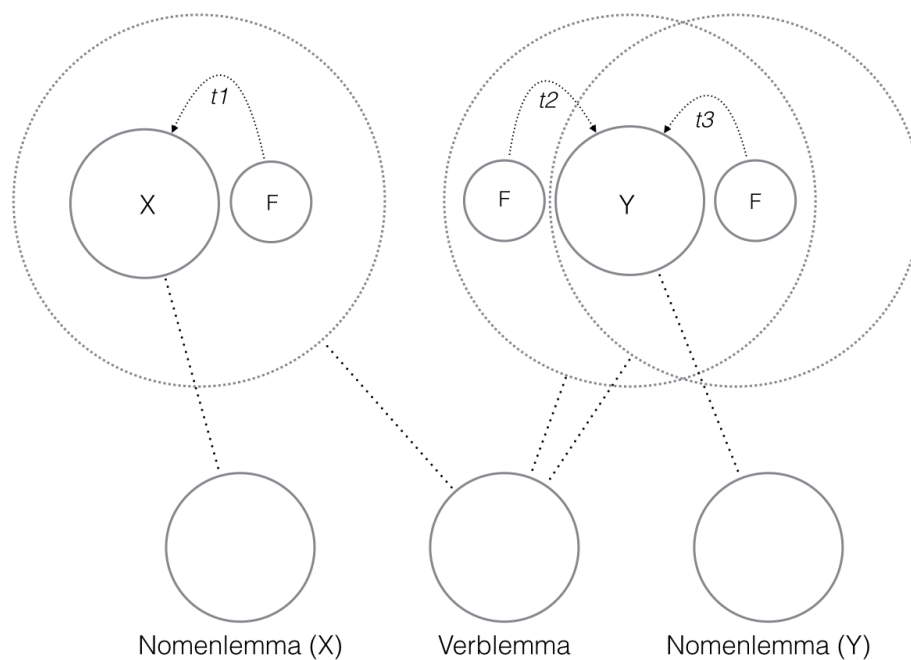 t1
t2
t3
X
F
F
Y
F
Nomenlemma (X)
Verblemma
Nomenlemma (Y)